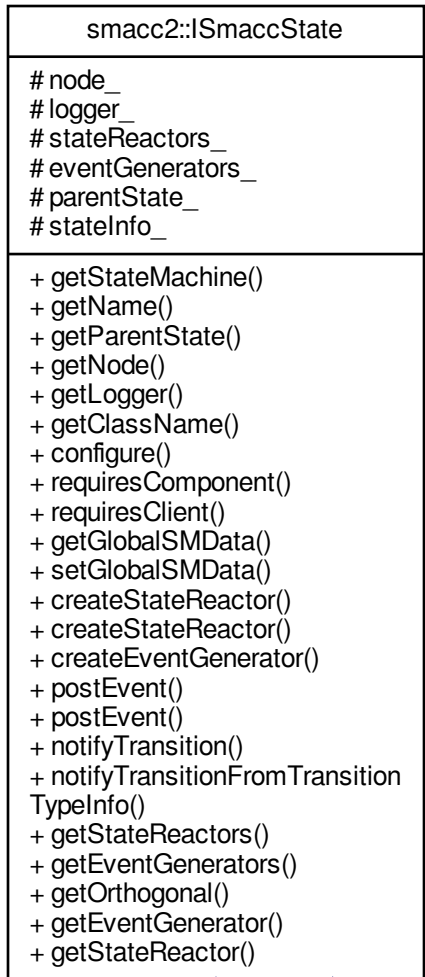 smacc2::ISmaccState
# node_
# logger_
# stateReactors_
# eventGenerators_
# parentState_
# stateInfo_
+ getStateMachine()
+ getName()
+ getParentState()
+ getNode()
+ getLogger()
+ getClassName()
+ configure()
+ requiresComponent()
+ requiresClient()
+ getGlobalSMData()
+ setGlobalSMData()
+ createStateReactor()
+ createStateReactor()
+ createEventGenerator()
+ postEvent()
+ postEvent()
+ notifyTransition()
+ notifyTransitionFromTransition
TypeInfo()
+ getStateReactors()
+ getEventGenerators()
+ getOrthogonal()
+ getEventGenerator()
+ getStateReactor()